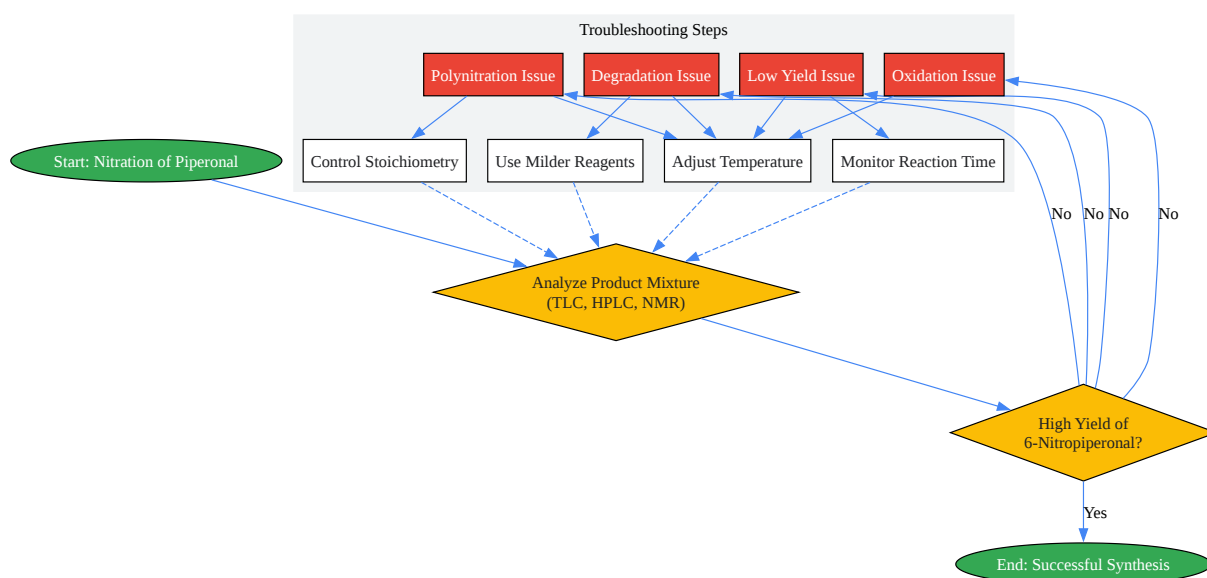 Troubleshooting Steps
Polynitration Issue
Degradation Issue
Low Yield Issue
Oxidation Issue
Start: Nitration of Piperonal
Control Stoichiometry
Use Milder Reagents
Adjust Temperature
Monitor Reaction Time
No
No
No
No
Analyze Product Mixture
(TLC, HPLC, NMR)
High Yield of
6-Nitropiperonal?
Yes
End: Successful Synthesis